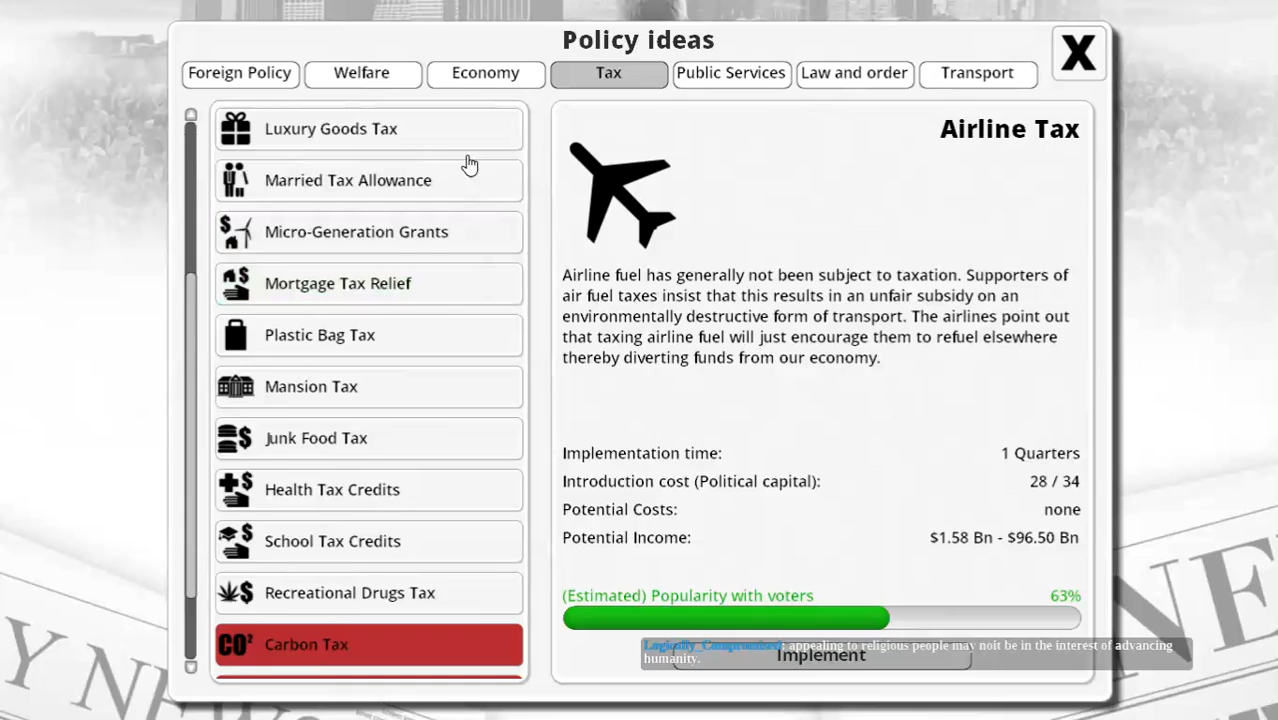 Policy ideas
X
Foreign Policy
Welfare
Economy
Tax
Public Services
Law and order
Transport
Luxury Goods Tax
Married Tax Allowance
Micro-Generation Grants
Mortgage Tax Relief
Plastic Bag Tax
Mansion Tax
Junk Food Tax
Health Tax Credits
School Tax Credits
Recreational Drugs Tax
CO² Carbon Tax
Airline Tax
Airline fuel has generally not been subject to taxation. Supporters of
air fuel taxes insist that this results in an unfair subsidy on an
environmentally destructive form of transport. The airlines point out
that taxing airline fuel will just encourage them to refuel elsewhere
thereby diverting funds from our economy.
Implementation time: 1 Quarters
Introduction cost (Political capital): 28 / 34
Potential Costs: none
Potential Income: $1.58 Bn - $96.50 Bn
(Estimated) Popularity with voters 63%
Logically_Compromised: appealing to religious people may noit be in the interest of advancing
humanity.
Implement